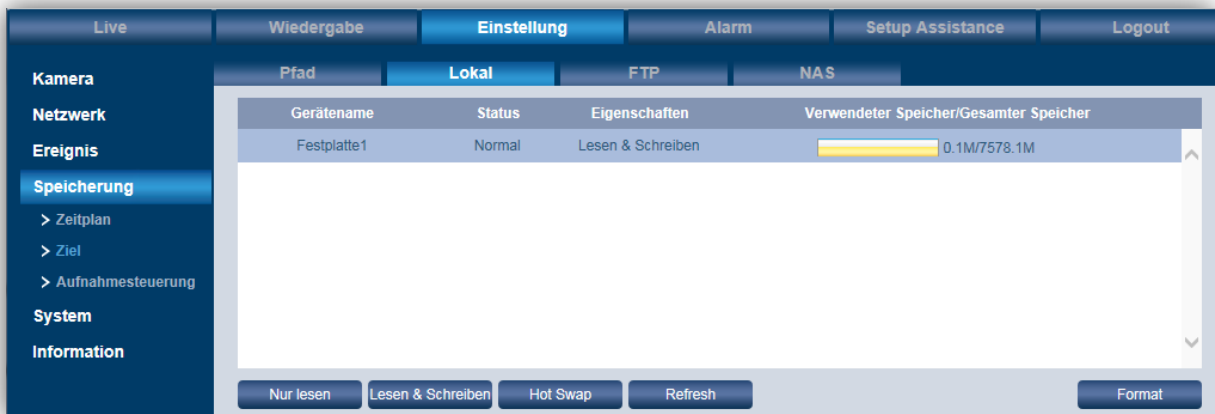 Live Wiedergabe Einstellung Alarm Setup Assistance Logout
Kamera
Netzwerk
Ereignis
Speicherung
> Zeitplan
> Ziel
> Aufnahmesteuerung
System
Information
Pfad Lokal FTP NAS
Gerätename Status Eigenschaften Verwendeter Speicher/Gesamter Speicher
Festplatte1 Normal Lesen & Schreiben 0.1M/7578.1M
Nur lesen Lesen & Schreiben Hot Swap Refresh Format